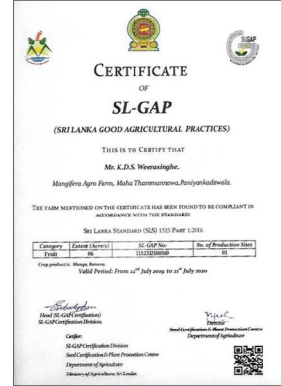 SLGAP
CERTIFICATE
OF
SL-GAP
(SRI LANKA GOOD AGRICULTURAL PRACTICES)
THIS IS TO CERTIFY THAT
Mr. K.D.S. Weerasinghe.
Mangifera Agro Farm, Maha Thammannawa, Paniyankadawala.
THE FARM MENTIONED ON THE CERTIFICATE HAS BEEN FOUND TO BE COMPLIANT IN
ACCORDANCE WITH THE STANDARD:
SRI LANKA STANDARD (SLS) 1523 PART 1:2016
Category Extent (Acre/s) SL-GAP No: No. of Production Sites
Fruit 06 01
Crop product/s: Mango, Banana.
Valid Period: From 22nd July 2019 to 21st July 2020
Head (SL-GAP Certification)
SL-GAP Certification Division.
Director
Seed Certification & Plant Protection Centre
Department of Agriculture
Certifier:
SL-GAP Certification Division
Seed Certification & Plant Protection Centre
Department of Agriculture
Ministry of Agriculture, Sri Lanka.